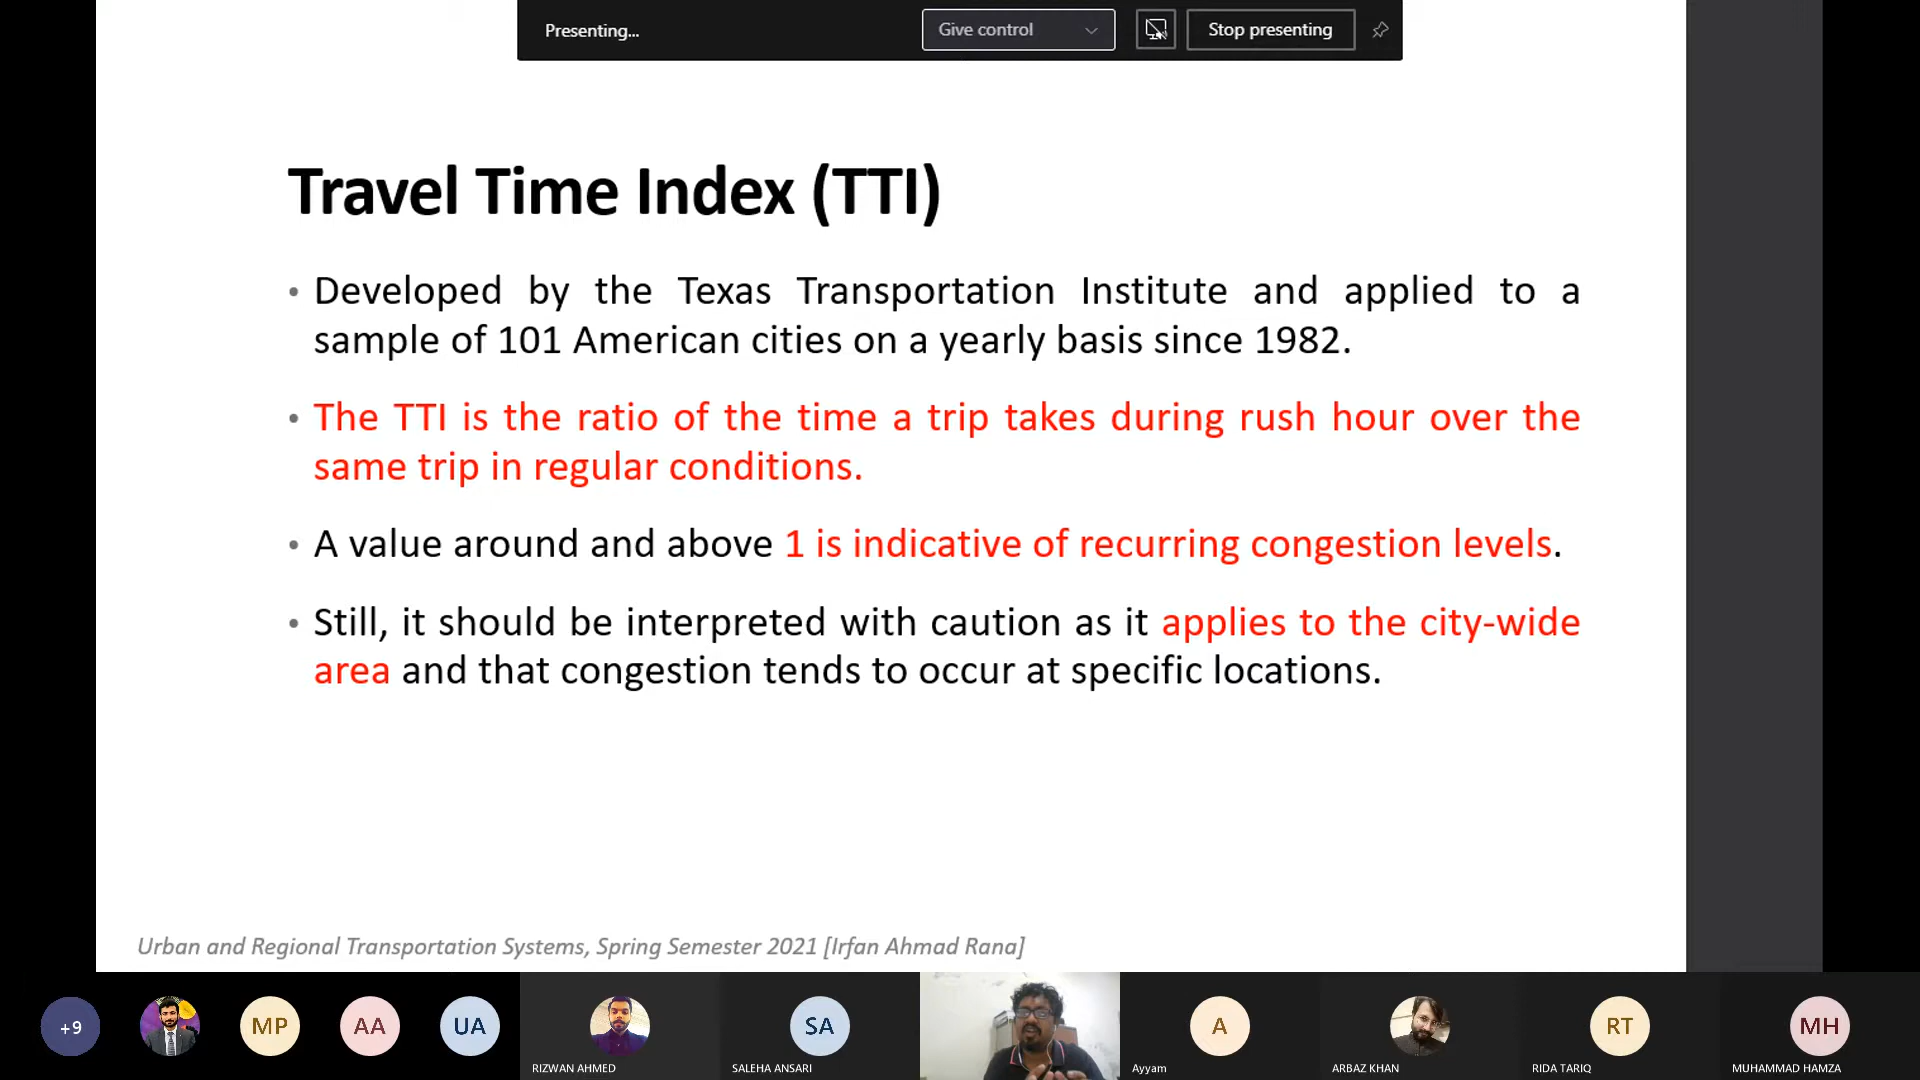 Presenting...
Give control
Stop presenting
Travel Time Index (TTI)
• Developed by the Texas Transportation Institute and applied to a
sample of 101 American cities on a yearly basis since 1982.
• The TTI is the ratio of the time a trip takes during rush hour over the
same trip in regular conditions.
• A value around and above 1 is indicative of recurring congestion levels.
• Still, it should be interpreted with caution as it applies to the city-wide
area and that congestion tends to occur at specific locations.
Urban and Regional Transportation Systems, Spring Semester 2021 [Irfan Ahmad Rana]
+9
MP
AA
UA
RIZWAN AHMED
SA
SALEHA ANSARI
A
Ayyam
ARBAZ KHAN
RT
RIDA TARIQ
MH
MUHAMMAD HAMZA